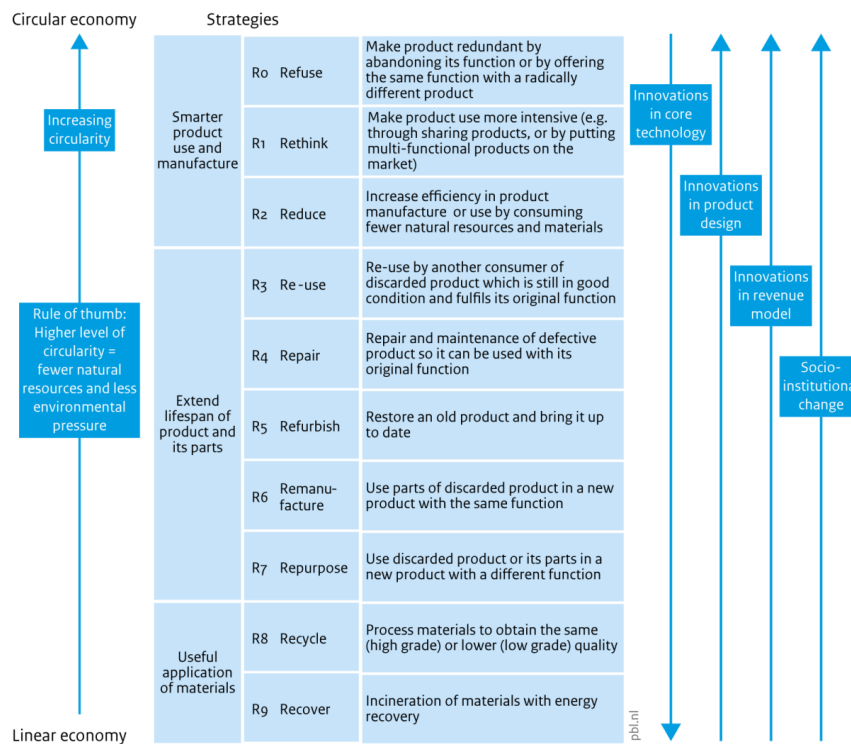 Circular economy
Strategies
Increasing
circularity
Rule of thumb:
Higher level of
circularity =
fewer natural
resources and less
environmental
pressure
Linear economy
Smarter
product
use and
manufacture
R0 Refuse
Make product redundant by
abandoning its function or by offering
the same function with a radically
different product
R1 Rethink
Make product use more intensive (e.g.
through sharing products, or by putting
multi-functional products on the
market)
R2 Reduce
Increase efficiency in product
manufacture or use by consuming
fewer natural resources and materials
Extend
lifespan of
product and
its parts
R3 Re-use
Re-use by another consumer of
discarded product which is still in good
condition and fulfils its original function
R4 Repair
Repair and maintenance of defective
product so it can be used with its
original function
R5 Refurbish
Restore an old product and bring it up
to date
R6 Remanu-
facture
Use parts of discarded product in a new
product with the same function
R7 Repurpose
Use discarded product or its parts in a
new product with a different function
Useful
application
of materials
R8 Recycle
Process materials to obtain the same
(high grade) or lower (low grade) quality
R9 Recover
Incineration of materials with energy
recovery
pbl.nl
Innovations
in core
technology
Innovations
in product
design
Innovations
in revenue
model
Socio-
institutiona
change